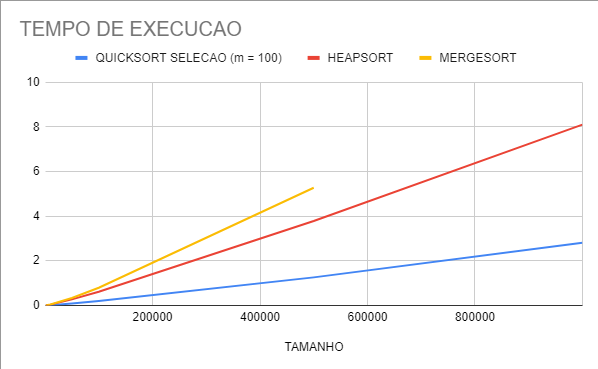 TEMPO DE EXECUCAO
QUICKSORT SELECAO (m = 100) HEAPSORT MERGESORT
10
8
6
4
2
0
200000 400000 600000 800000
TAMANHO